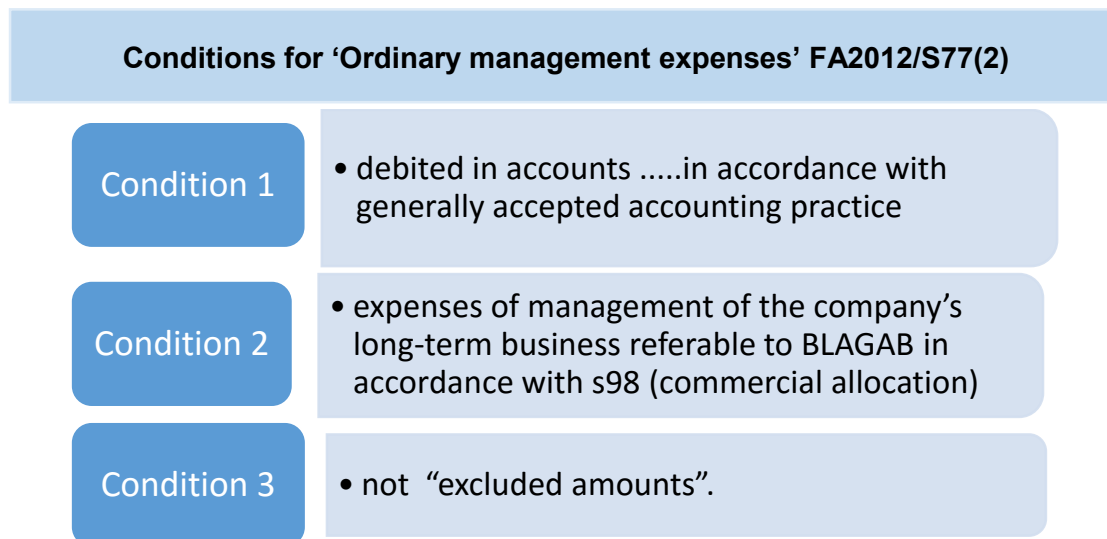 Conditions for ‘Ordinary management expenses’ FA2012/S77(2)
Condition 1
• debited in accounts .....in accordance with
generally accepted accounting practice
Condition 2
• expenses of management of the company’s
long-term business referable to BLAGAB in
accordance with s98 (commercial allocation)
Condition 3
• not “excluded amounts”.